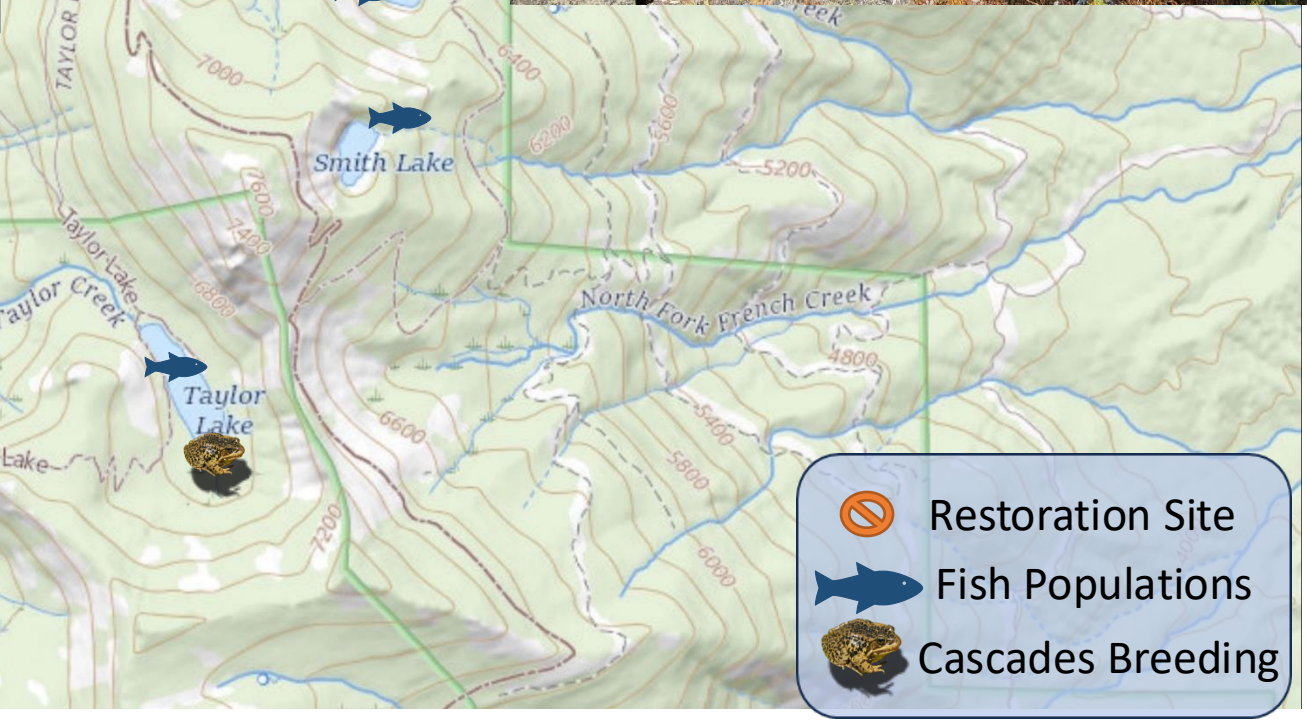 reek
TAYLOR
7000
6400
5600
6200
Smith Lake
5200
7600
7400
Taylor Lake
6800
Taylor Creek
North Fork French Creek
4800
Taylor
Lake
5400
6600
Lake
5800
7200
6000
Restoration Site
Fish Populations
Cascades Breeding